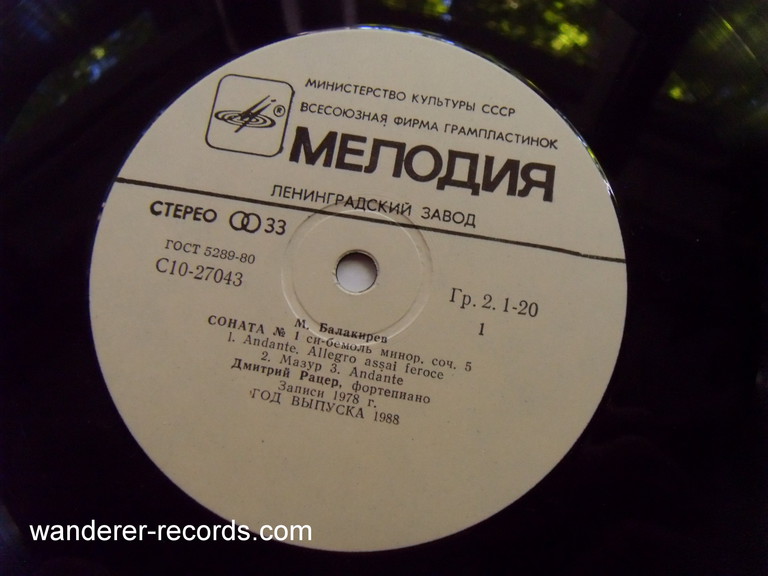 МИНИСТЕРСТВО КУЛЬТУРЫ СССР
ВСЕСОЮЗНАЯ ФИРМА ГРАМПЛАСТИНОК
®
МЕЛОДИЯ
ЛЕНИНГРАДСКИЙ ЗАВОД
СТЕРЕО 33
ГОСТ 5289-80
С10-27043
Гр. 2. 1-20
1
М. Балакирев
СОНАТА № 1 си-бемоль минор, соч. 5
1. Andante. Allegro assai feroce
2. Мазур 3. Andante
Дмитрий Рацер, фортепиано
Записи 1978 г.
ГОД ВЫПУСКА 1988
wanderer-records.com